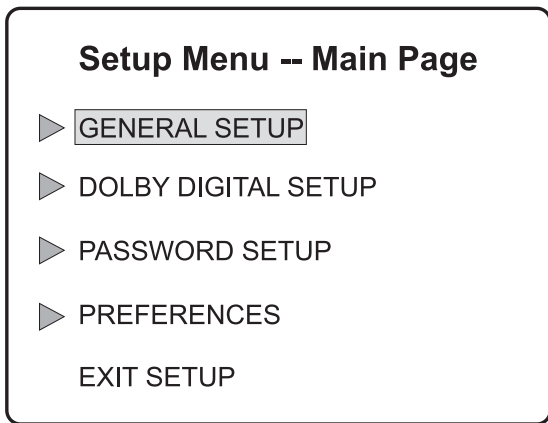 Setup Menu -- Main Page
GENERAL SETUP
DOLBY DIGITAL SETUP
PASSWORD SETUP
PREFERENCES
EXIT SETUP